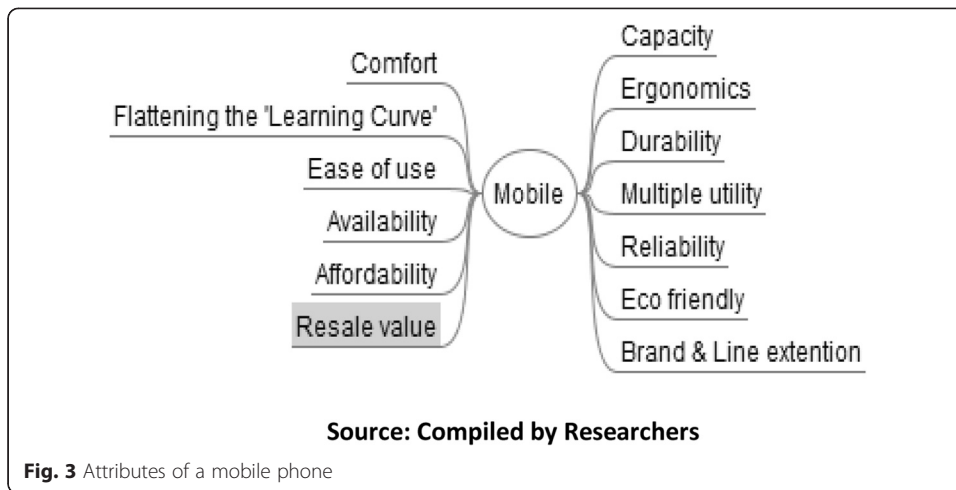 Comfort
Flattening the 'Learning Curve'
Ease of use
Availability
Affordability
Resale value
Mobile
Capacity
Ergonomics
Durability
Multiple utility
Reliability
Eco friendly
Brand & Line extention
Source: Compiled by Researchers
Fig. 3 Attributes of a mobile phone